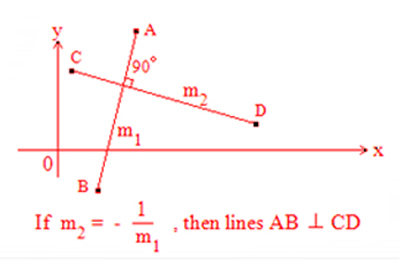 y
A
C
90°
m₂
D
m₁
0
x
B
If m₂ = - 1/m₁ , then lines AB ⊥ CD